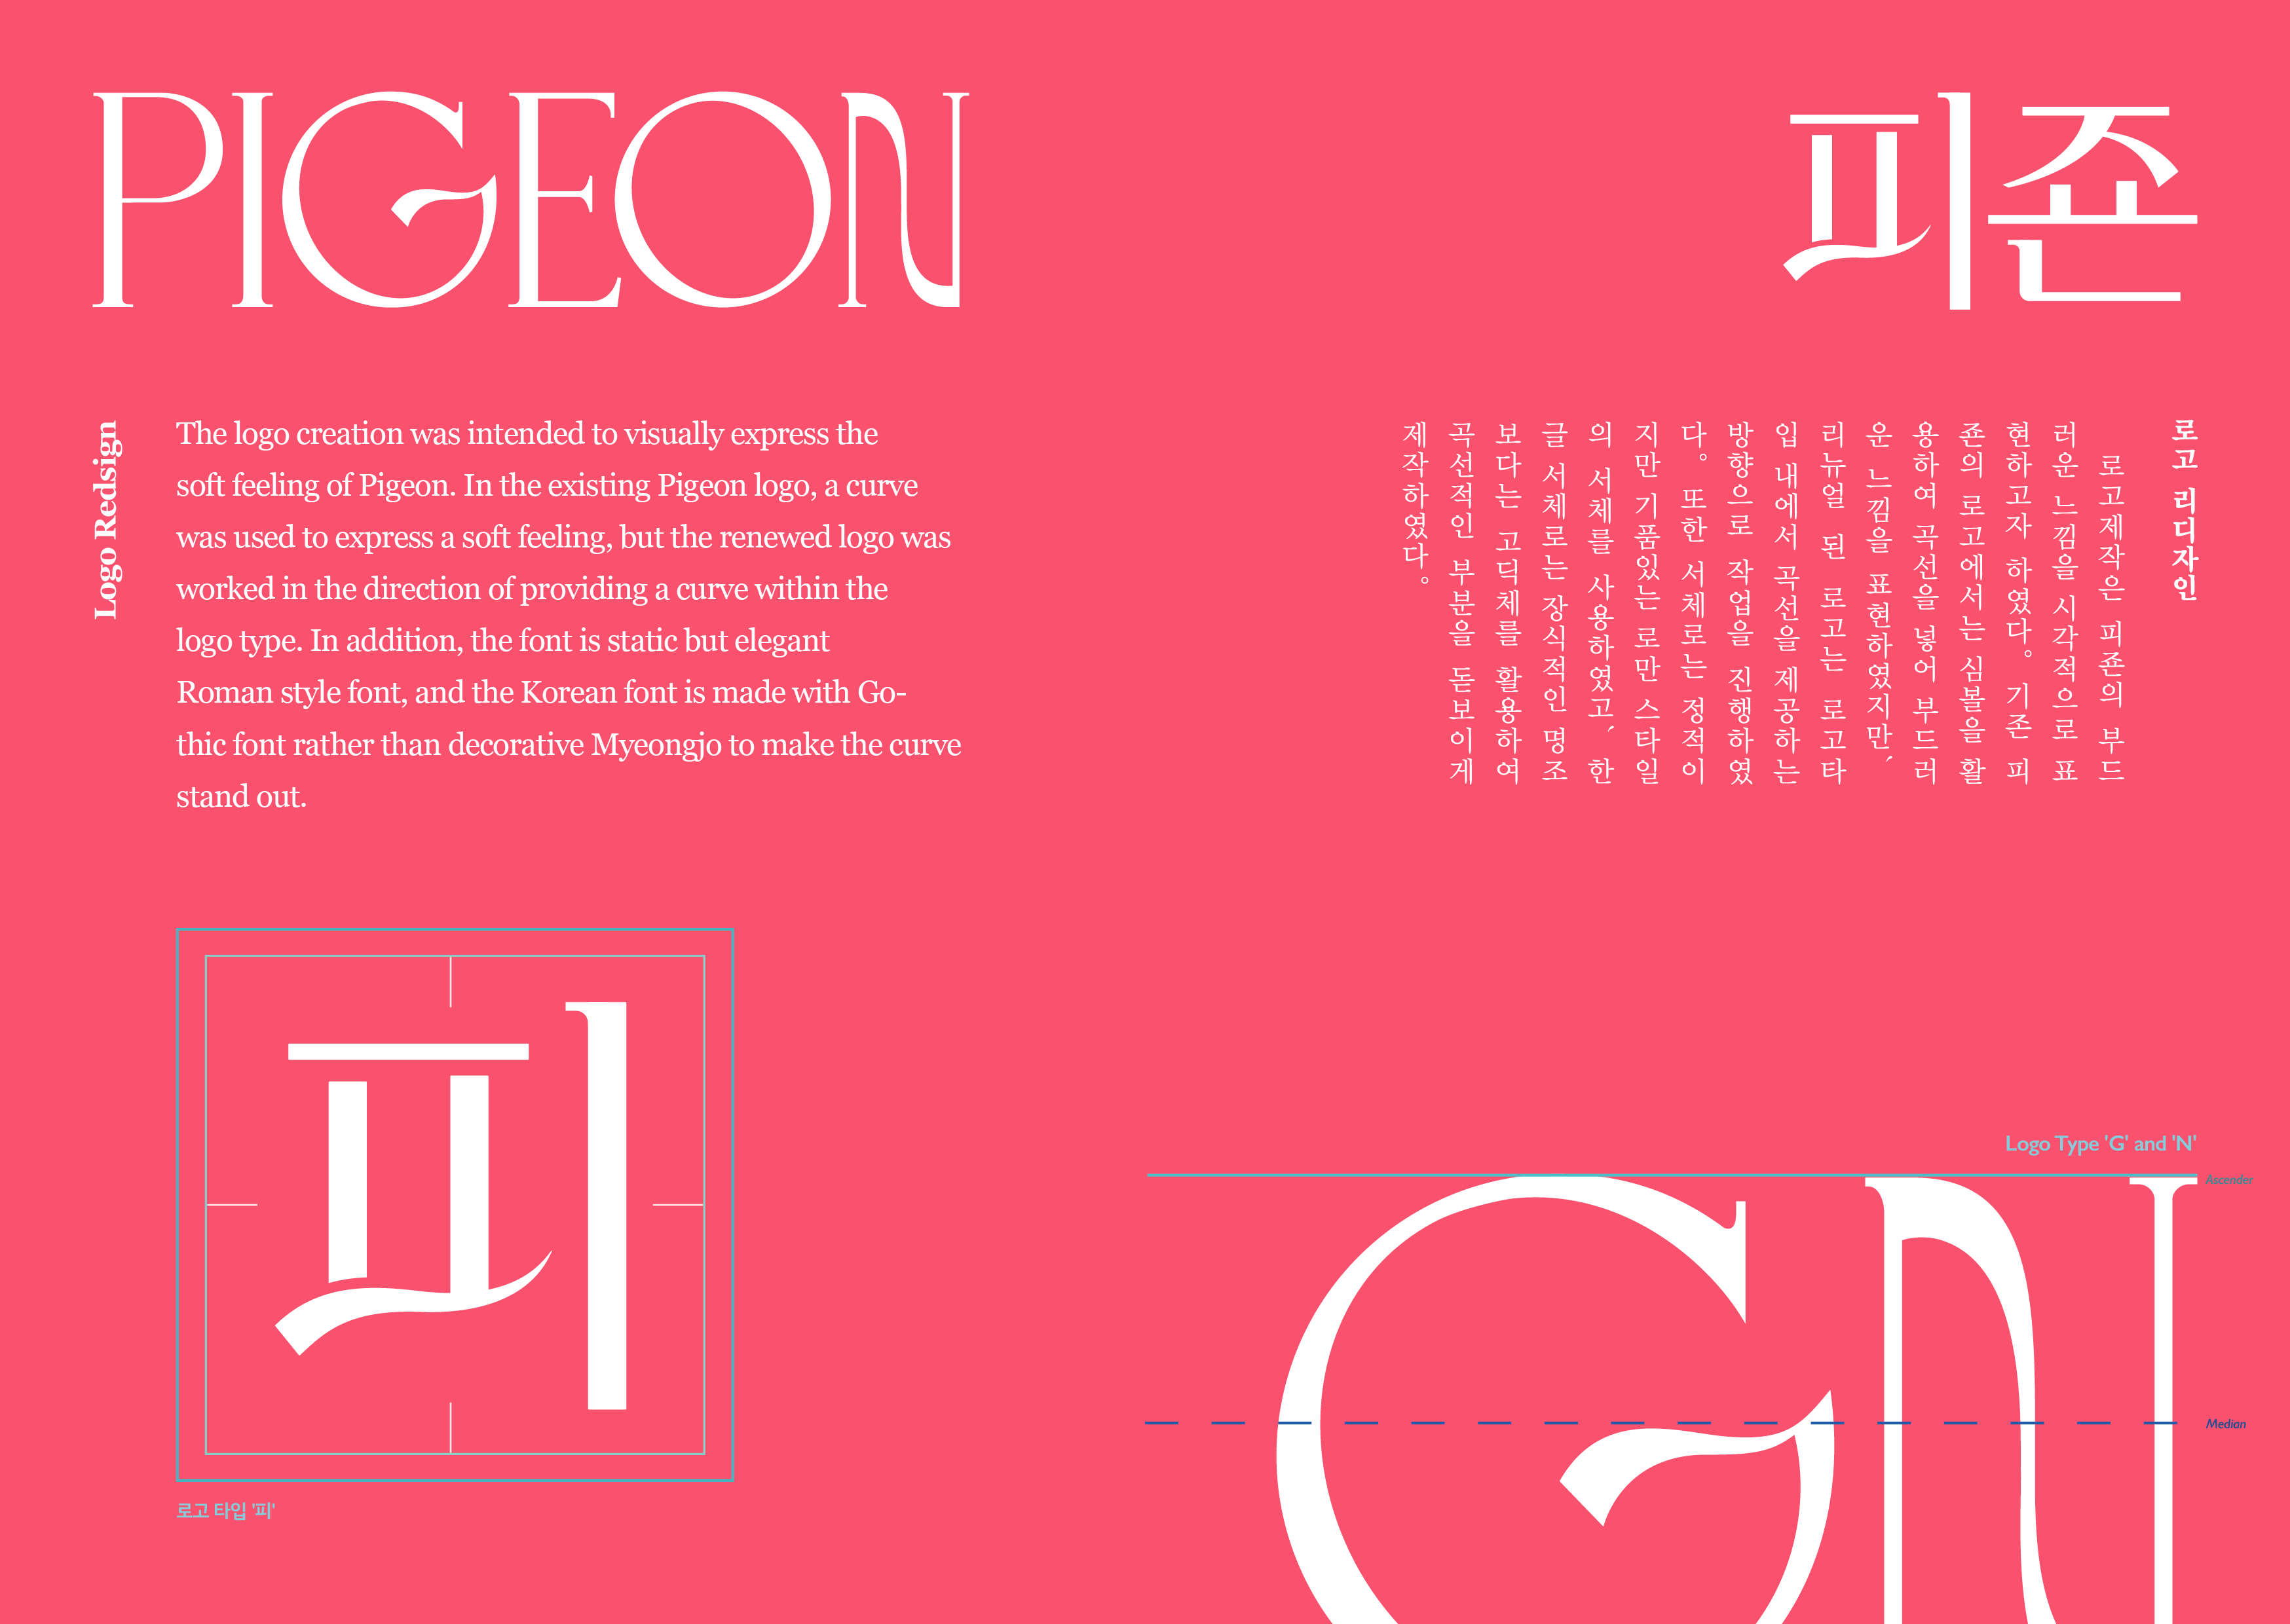 PIGEON
피죤
Logo Redsign
The logo creation was intended to visually express the
soft feeling of Pigeon. In the existing Pigeon logo, a curve
was used to express a soft feeling, but the renewed logo was
worked in the direction of providing a curve within the
logo type. In addition, the font is static but elegant
Roman style font, and the Korean font is made with Go-
thic font rather than decorative Myeongjo to make the curve
stand out.
로고 리디자인
로고제작은 피죤의 부드
러운 느낌을 시각적으로 표
현하고자 하였다. 기존 피
죤의 로고에서는 심볼을 활
용하여 곡선을 넣어 부드러
운 느낌을 표현하였지만,
리뉴얼 된 로고는 로고타
입 내에서 곡선을 제공하는
방향으로 작업을 진행하였
다. 또한 서체로는 정적이
지만 기품있는 로만 스타일
의 서체를 사용하였고, 한
글 서체로는 장식적인 명조
보다는 고딕체를 활용하여
곡선적인 부분을 돋보이게
제작하였다.
피
로고 타입 '피'
Logo Type 'G' and 'N'
Ascender
GN
Median